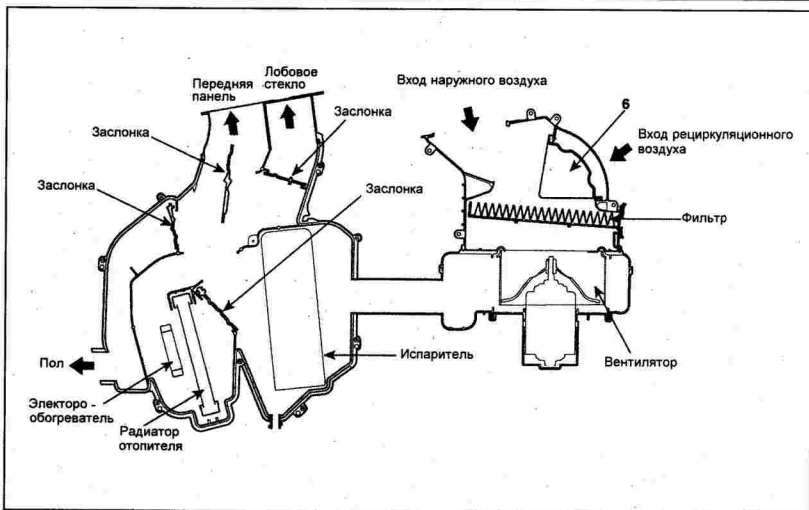 Передняя
панель
Лобовое
стекло
Заслонка
Заслонка
Заслонка
Заслонка
Вход наружного воздуха
6
Вход рециркуляционного
воздуха
Фильтр
Вентилятор
Испаритель
Пол
Электоро -
обогреватель
Радиатор
отопителя